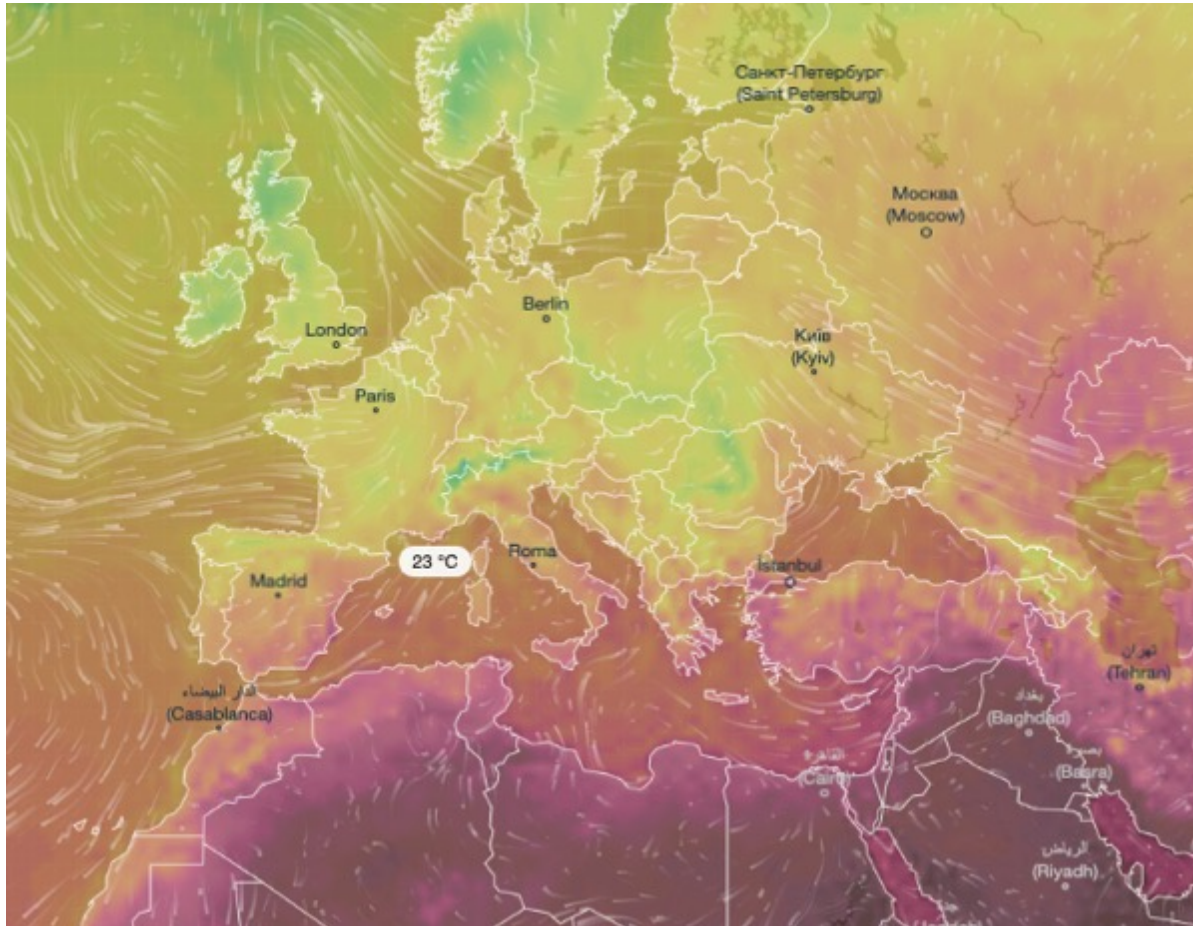 Санкт-Петербург
(Saint Petersburg)
Москва
(Moscow)
Berlin
London
Київ
(Kyiv)
Paris
23 °C
Roma
Madrid
İstanbul
تهران
(Tehran)
الدار البيضاء
(Casablanca)
بغداد
(Baghdad)
القاهرة
(Cairo)
بصرة
(Basra)
الرياض
(Riyadh)